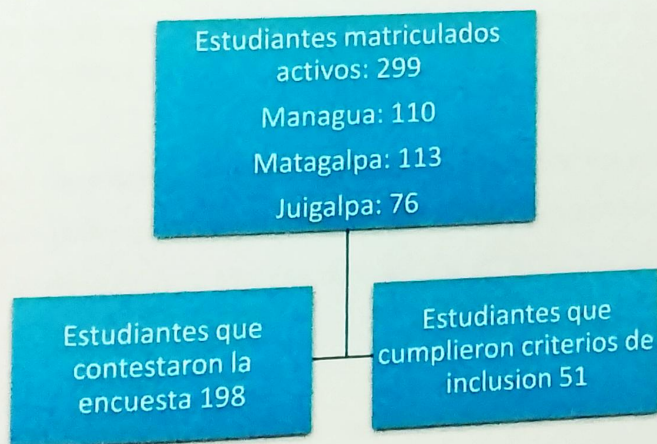 Estudiantes matriculados
activos: 299
Managua: 110
Matagalpa: 113
Juigalpa: 76
Estudiantes que
contestaron la
encuesta 198
Estudiantes que
cumplieron criterios de
inclusion 51